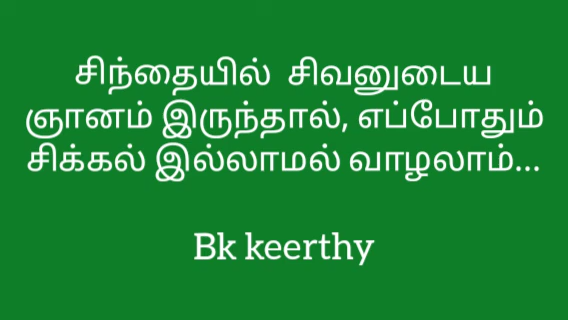 சிந்தையில் சிவனுடைய
ஞானம் இருந்தால், எப்போதும்
சிக்கல் இல்லாமல் வாழலாம்...
Bk keerthy